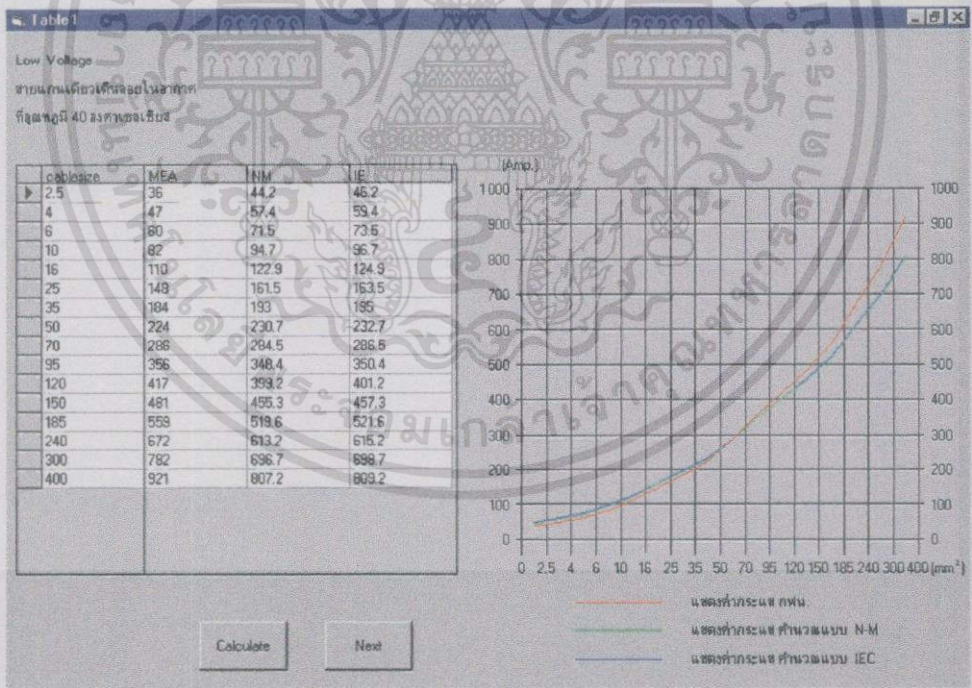 Table1
Low Voltage
สายแกนเดียวเดินลอยในอากาศ
ที่อุณหภูมิ 40 องศาเซลเซียส
cablesize MEA NM IE
2.5 36 44.2 46.2
4 47 57.4 59.4
6 60 71.5 73.5
10 82 94.7 96.7
16 110 122.9 124.9
25 148 161.5 163.5
35 184 193 195
50 224 230.7 232.7
70 286 284.5 286.5
95 356 348.4 350.4
120 417 399.2 401.2
150 481 455.3 457.3
185 559 519.6 521.6
240 672 613.2 615.2
300 782 696.7 698.7
400 921 807.2 809.2
(Amp.)
1000 1000
900 900
800 800
700 700
600 600
500 500
400 400
300 300
200 200
100 100
0 0
0 2.5 4 6 10 16 25 35 50 70 95 120 150 185 240 300 400 (mm²)
แสดงค่ากระแส กฟน.
แสดงค่ากระแส คำนวณแบบ N-M
แสดงค่ากระแส คำนวณแบบ IEC
Calculate Next